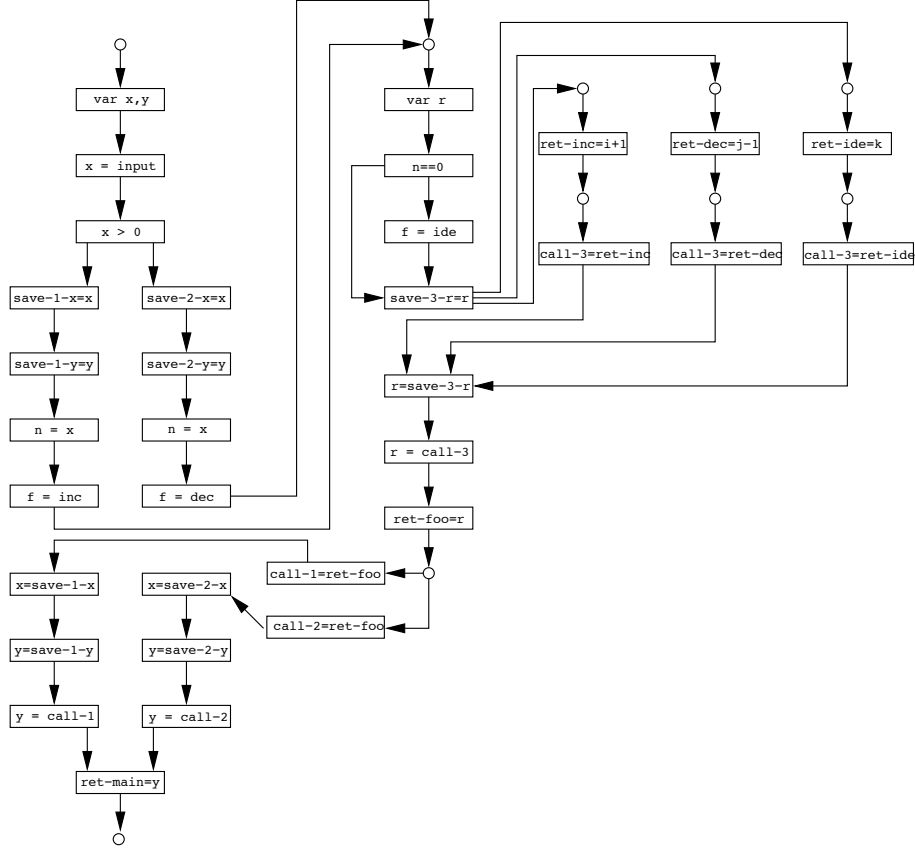 var x,y
x = input
x > 0
save-1-x=x
save-2-x=x
save-1-y=y
save-2-y=y
n = x
n = x
f = inc
f = dec
x=save-1-x
x=save-2-x
y=save-1-y
y=save-2-y
y = call-1
y = call-2
ret-main=y
var r
n==0
f = ide
save-3-r=r
r=save-3-r
r = call-3
ret-foo=r
call-1=ret-foo
call-2=ret-foo
ret-inc=i+1
ret-dec=j-1
ret-ide=k
call-3=ret-inc
call-3=ret-dec
call-3=ret-ide